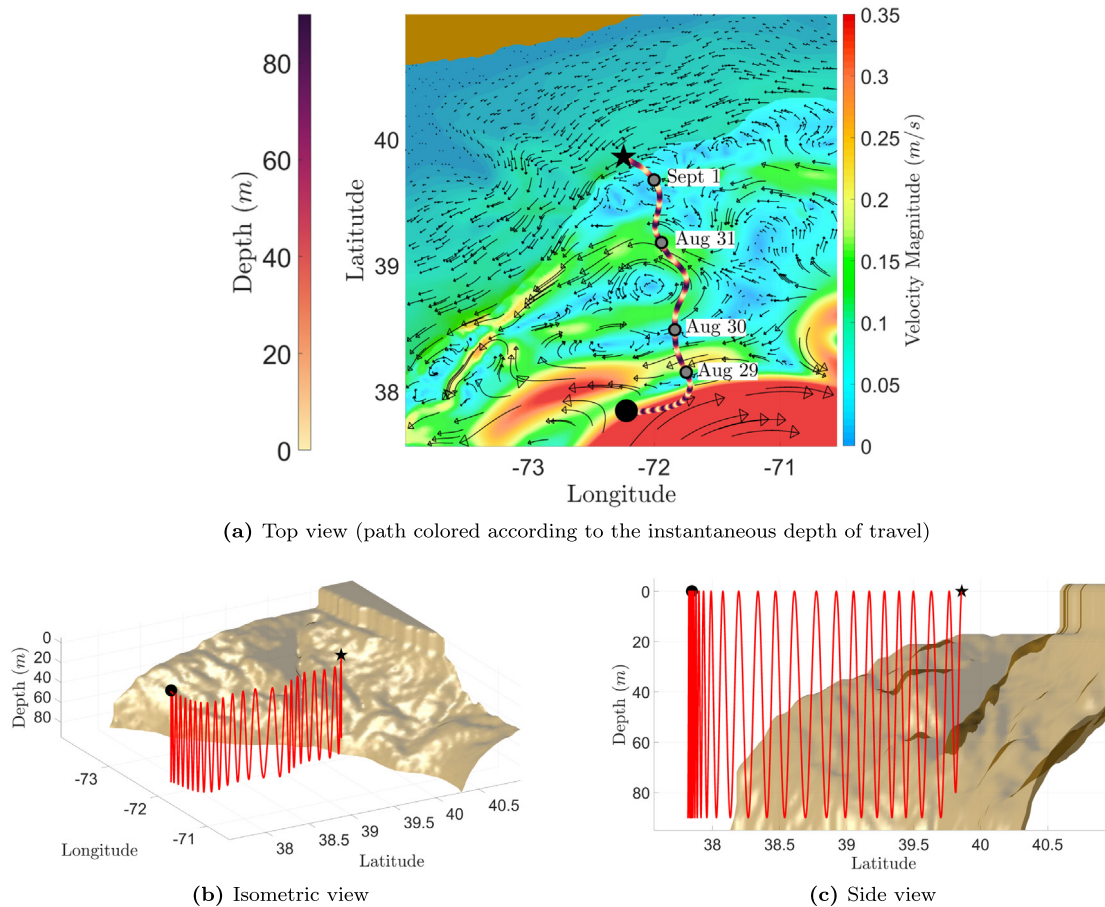 80
60
40
20
0
Depth (m)
40
39
38
Latitutde
-73
-72
-71
Longitude
Sept 1
Aug 31
Aug 30
Aug 29
0.35
0.3
0.25
0.2
0.15
0.1
0.05
0
Velocity Magnitude (m/s)
(a) Top view (path colored according to the instantaneous depth of travel)
0
20
40
60
80
Depth (m)
-73
-72
-71
Longitude
38
38.5
39
39.5
40
40.5
Latitude
(b) Isometric view
0
20
40
60
80
Depth (m)
38
38.5
39
39.5
40
40.5
Latitude
(c) Side view